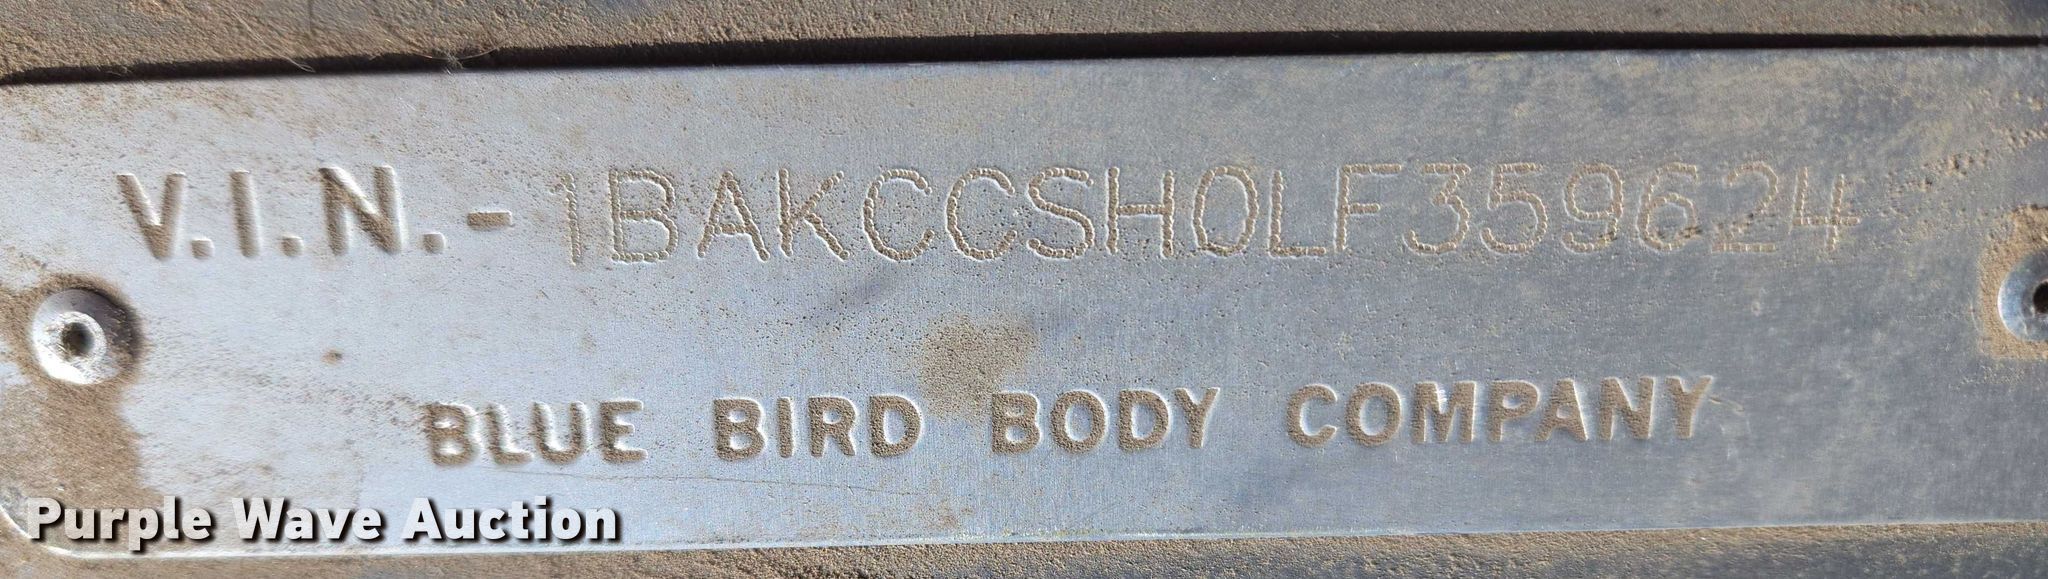 V.I.N.-1BAKCCSH0LF359624
BLUE BIRD BODY COMPANY
Purple Wave Auction